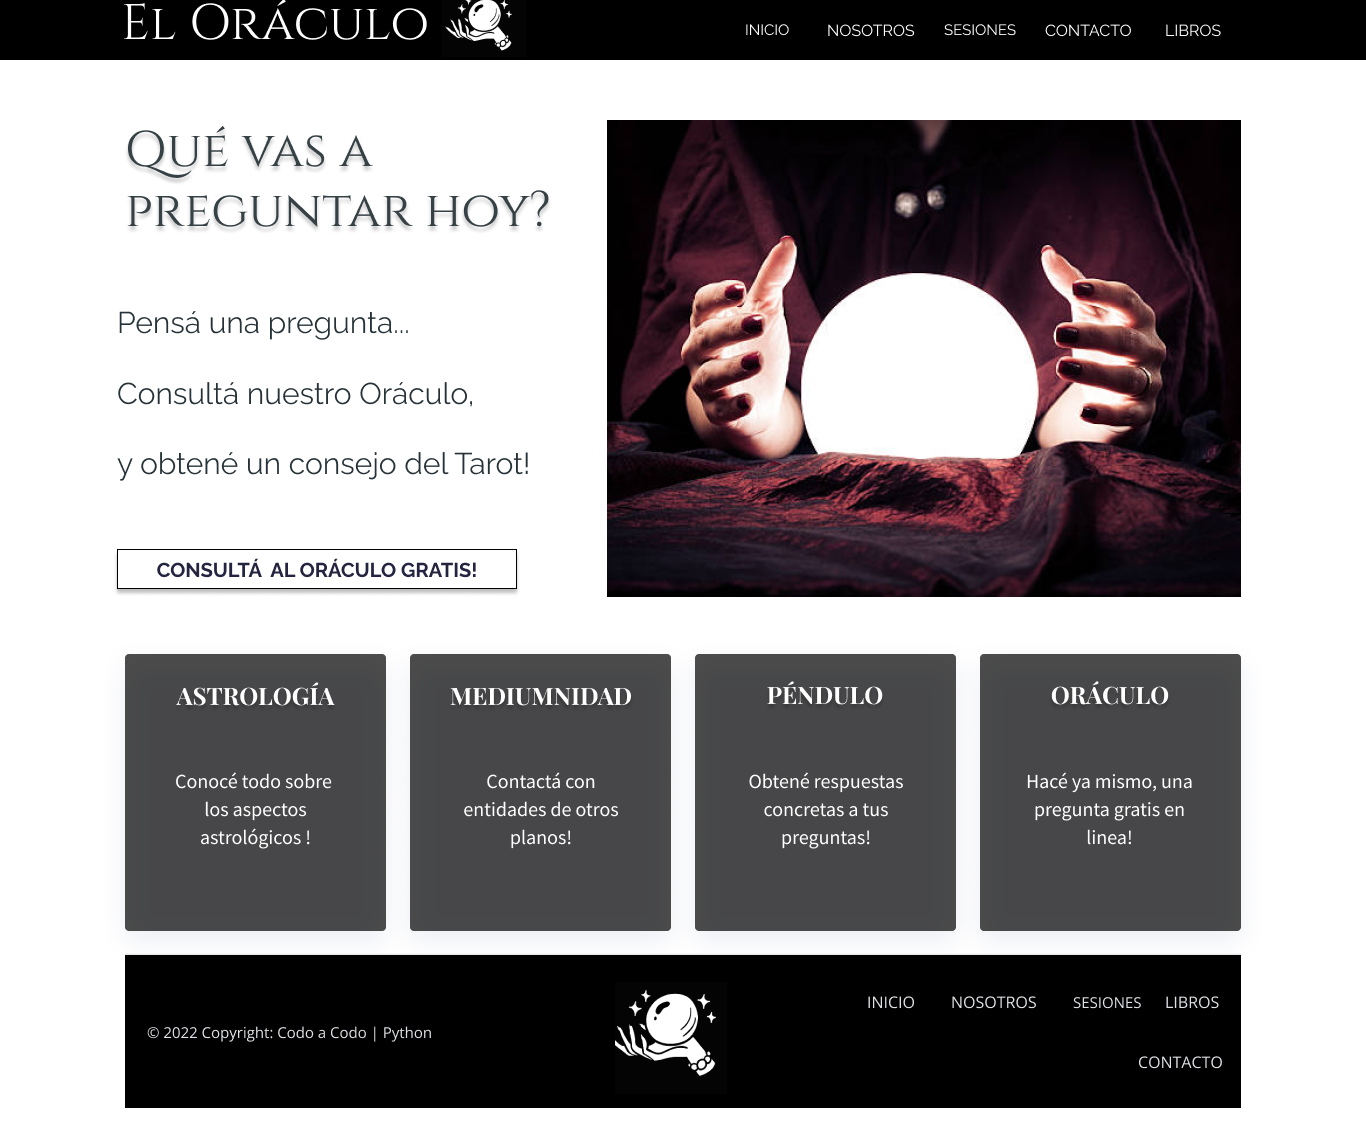 El Oráculo
INICIO NOSOTROS SESIONES CONTACTO LIBROS
Qué vas a
preguntar hoy?
Pensá una pregunta...
Consultá nuestro Oráculo,
y obtené un consejo del Tarot!
CONSULTÁ  AL ORÁCULO GRATIS!
ASTROLOGÍA
Conocé todo sobre
los aspectos
astrológicos !
MEDIUMNIDAD
Contactá con
entidades de otros
planos!
PÉNDULO
Obtené respuestas
concretas a tus
preguntas!
ORÁCULO
Hacé ya mismo, una
pregunta gratis en
linea!
© 2022 Copyright: Codo a Codo | Python
INICIO NOSOTROS SESIONES LIBROS
CONTACTO